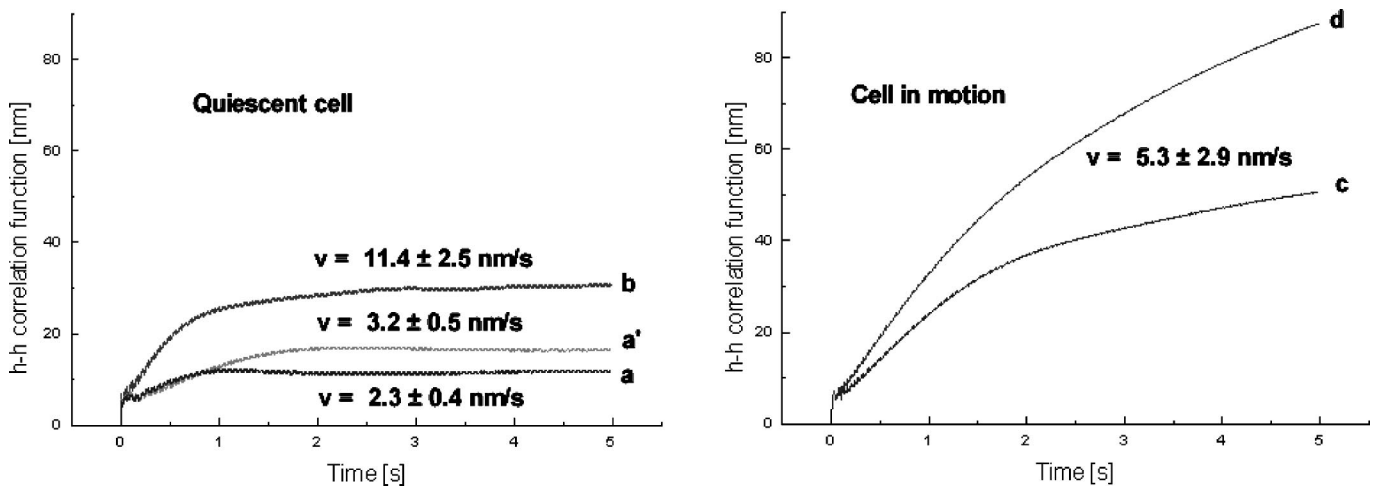 h-h correlation function [nm]
80
60
40
20
0
Quiescent cell
v = 11.4 ± 2.5 nm/s
b
v = 3.2 ± 0.5 nm/s
a'
a
v = 2.3 ± 0.4 nm/s
0 1 2 3 4 5
Time [s]
h-h correlation function [nm]
80
60
40
20
0
d
Cell in motion
v = 5.3 ± 2.9 nm/s
c
0 1 2 3 4 5
Time [s]